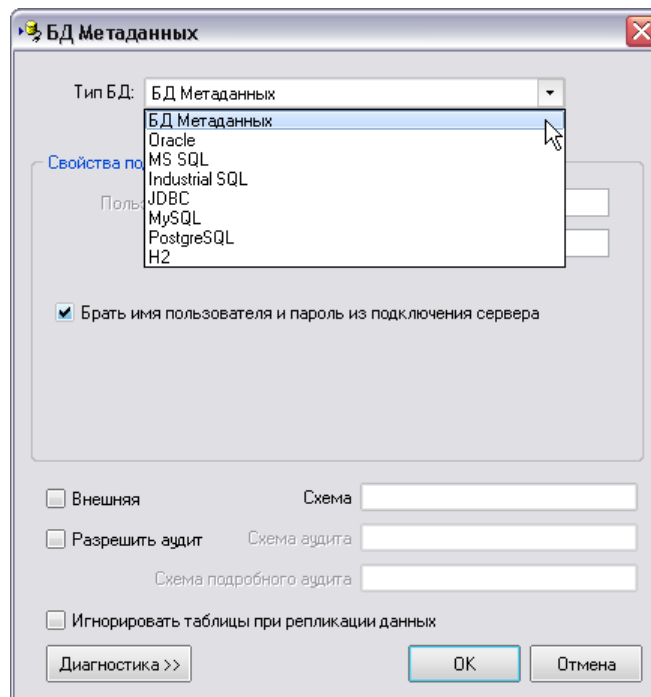 БД Метаданных
Тип БД: БД Метаданных
БД Метаданных
Oracle
MS SQL
Свойства по
Industrial SQL
JDBC
MySQL
PostgreSQL
H2
Брать имя пользователя и пароль из подключения сервера
Внешняя Схема
Разрешить аудит Схема аудита
Схема подробного аудита
Игнорировать таблицы при репликации данных
Диагностика >> OK Отмена